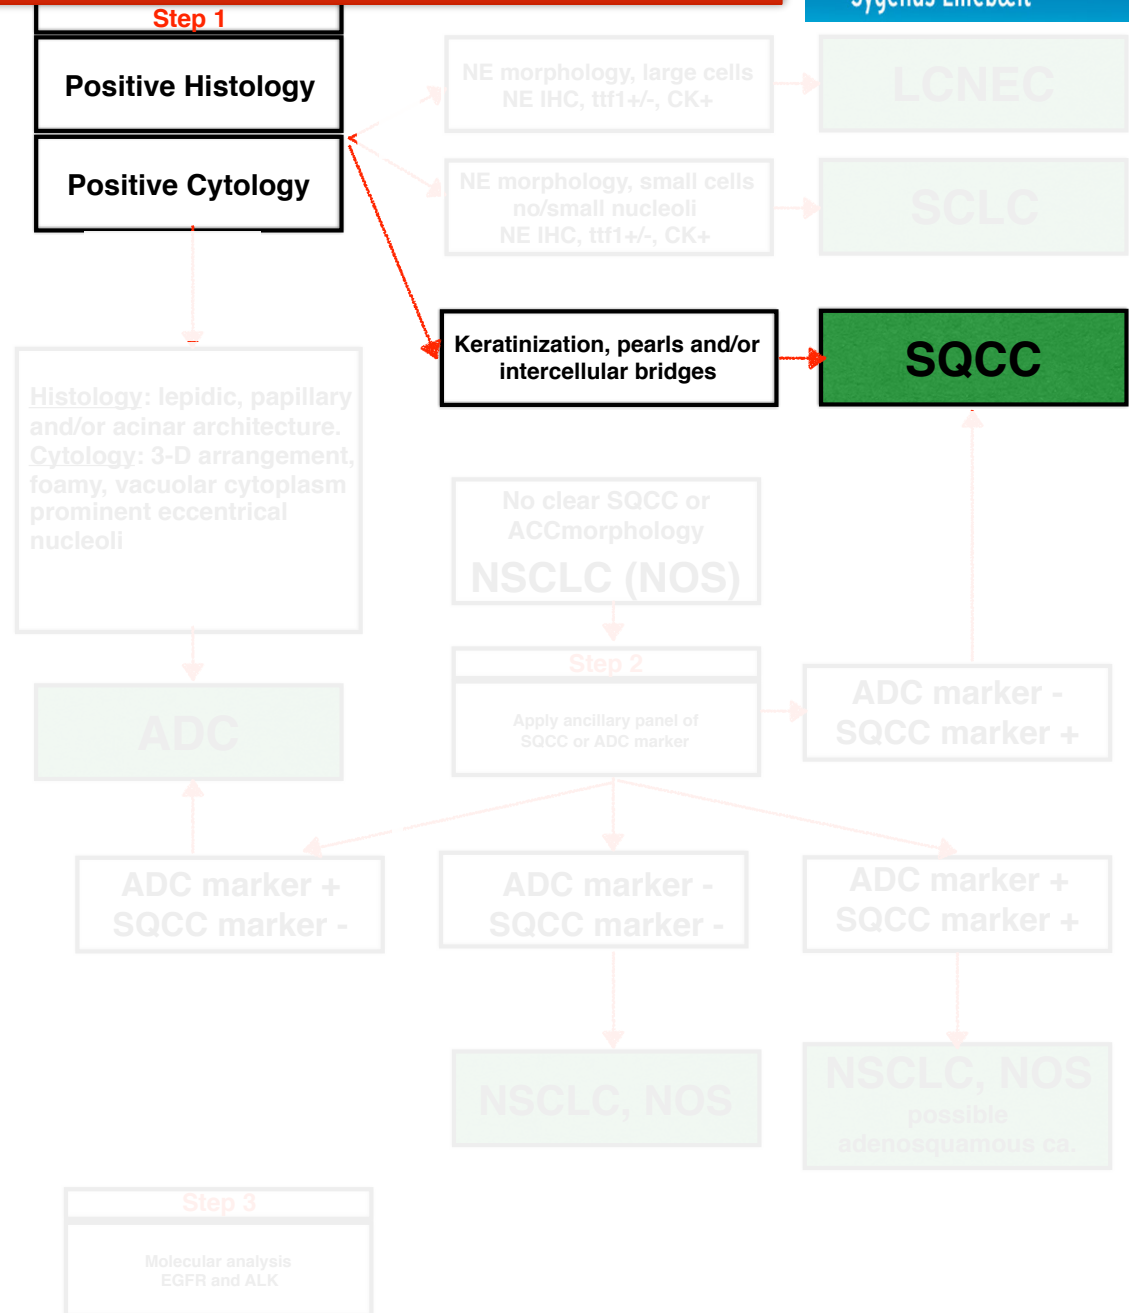 Sygehus Lillebælt
Step 1
Positive Histology
Positive Cytology
NE morphology, large cells
NE IHC, ttf1+/-, CK+
LCNEC
NE morphology, small cells
no/small nucleoli
NE IHC, ttf1+/-, CK+
SCLC
Keratinization, pearls and/or
intercellular bridges
SQCC
Histology: lepidic, papillary
and/or acinar architecture.
Cytology: 3-D arrangement,
foamy, vacuolar cytoplasm
prominent eccentrical
nucleoli
No clear SQCC or
ACCmorphology
NSCLC (NOS)
Step 2
Apply ancillary panel of
SQCC or ADC marker
ADC marker -
SQCC marker +
ADC
ADC marker +
SQCC marker -
ADC marker -
SQCC marker -
ADC marker +
SQCC marker +
NSCLC, NOS
NSCLC, NOS
possible
adenosquamous ca.
Step 3
Molecular analysis
EGFR and ALK